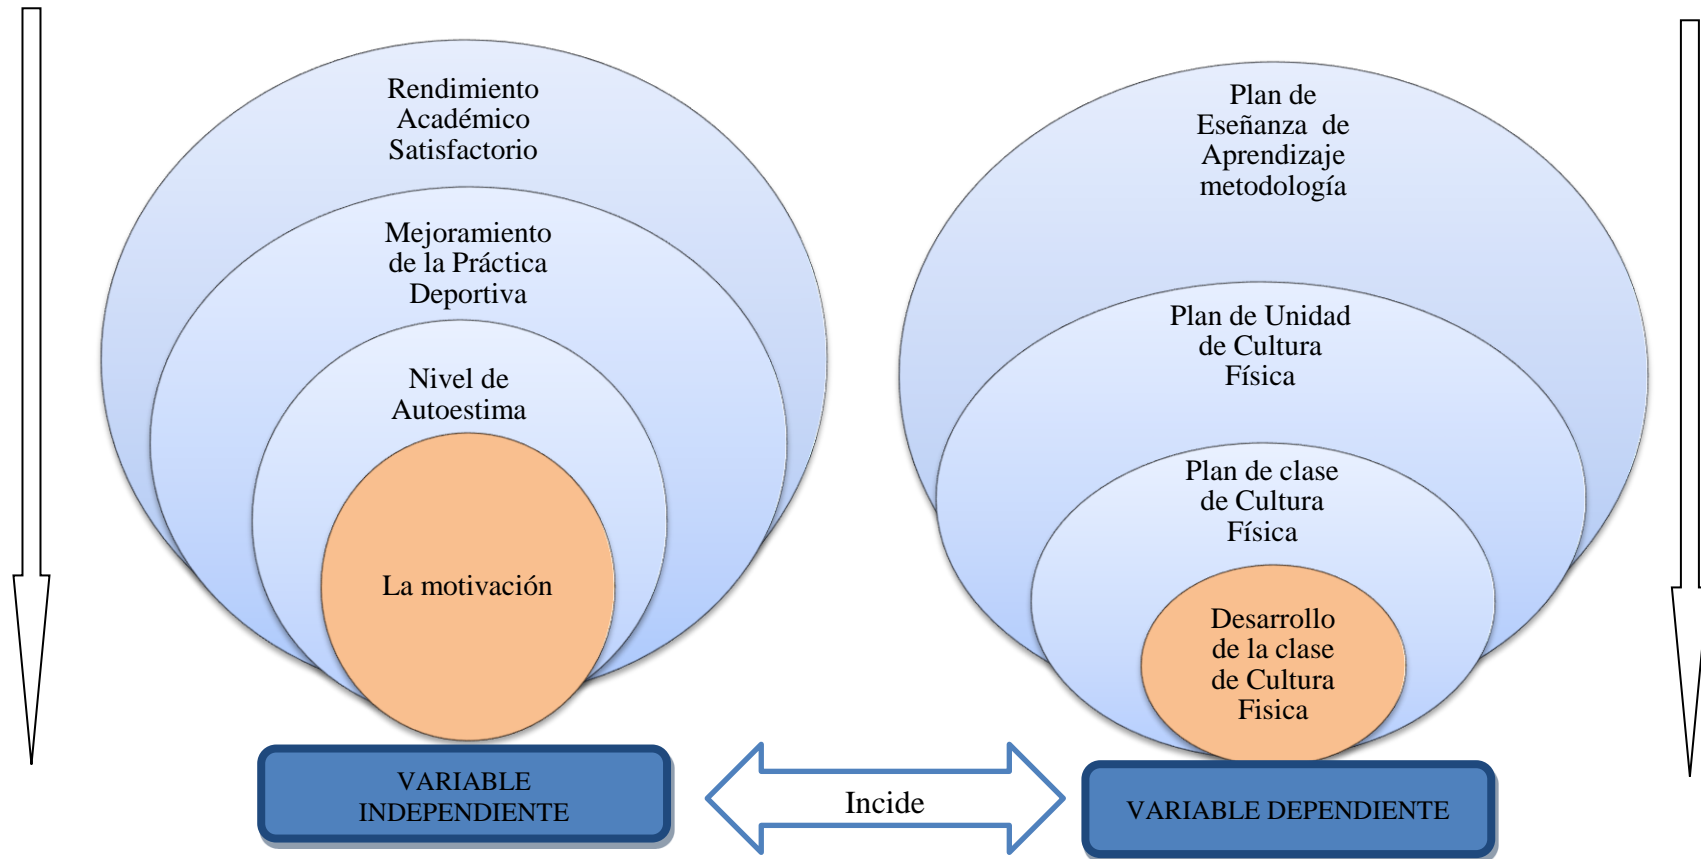 Rendimiento
Académico
Satisfactorio
Mejoramiento
de la Práctica
Deportiva
Nivel de
Autoestima
La motivación
VARIABLE
INDEPENDIENTE
Incide
Plan de
Eseñanza de
Aprendizaje
metodología
Plan de Unidad
de Cultura
Física
Plan de clase
de Cultura
Física
Desarrollo
de la clase
de Cultura
Fisica
VARIABLE DEPENDIENTE